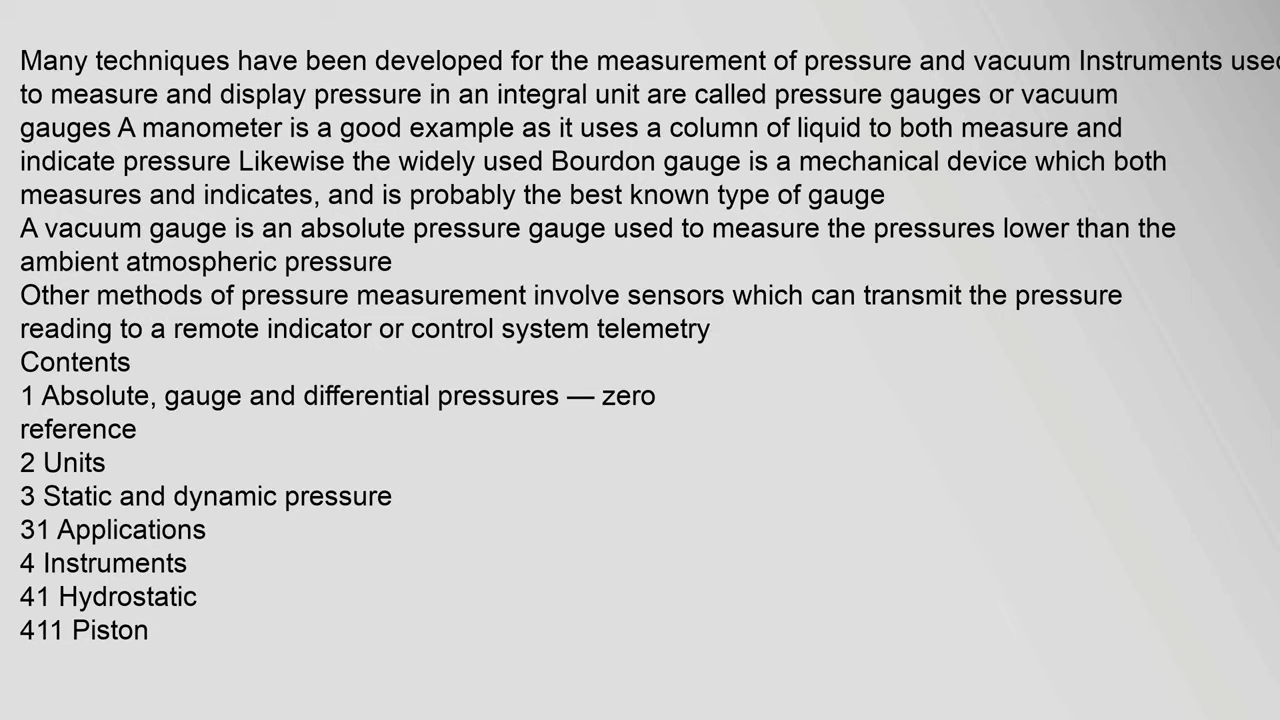 Many techniques have been developed for the measurement of pressure and vacuum Instruments used
to measure and display pressure in an integral unit are called pressure gauges or vacuum
gauges A manometer is a good example as it uses a column of liquid to both measure and
indicate pressure Likewise the widely used Bourdon gauge is a mechanical device which both
measures and indicates, and is probably the best known type of gauge
A vacuum gauge is an absolute pressure gauge used to measure the pressures lower than the
ambient atmospheric pressure
Other methods of pressure measurement involve sensors which can transmit the pressure
reading to a remote indicator or control system telemetry
Contents
1 Absolute, gauge and differential pressures — zero
reference
2 Units
3 Static and dynamic pressure
31 Applications
4 Instruments
41 Hydrostatic
411 Piston